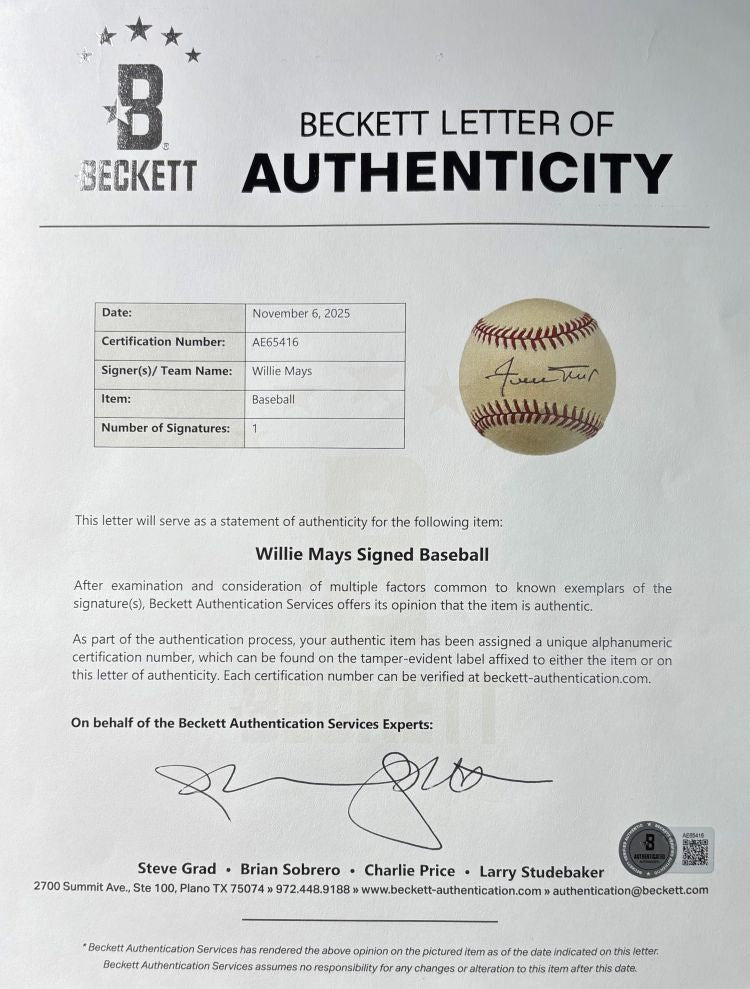 BECKETT
BECKETT LETTER OF
AUTHENTICITY
Date: November 6, 2025
Certification Number: AE65416
Signer(s)/ Team Name: Willie Mays
Item: Baseball
Number of Signatures: 1
Willie Mays
This letter will serve as a statement of authenticity for the following item:
Willie Mays Signed Baseball
After examination and consideration of multiple factors common to known exemplars of the
signature(s), Beckett Authentication Services offers its opinion that the item is authentic.
As part of the authentication process, your authentic item has been assigned a unique alphanumeric
certification number, which can be found on the tamper-evident label affixed to either the item or on
this letter of authenticity. Each certification number can be verified at beckett-authentication.com.
On behalf of the Beckett Authentication Services Experts:
AE65416
B
AUTHENTICATED
Steve Grad • Brian Sobrero • Charlie Price • Larry Studebaker
2700 Summit Ave., Ste 100, Plano TX 75074 » 972.448.9188 » www.beckett-authentication.com » authentication@beckett.com
* Beckett Authentication Services has rendered the above opinion on the pictured item as of the date indicated on this letter.
Beckett Authentication Services assumes no responsibility for any changes or alteration to this item after this date.